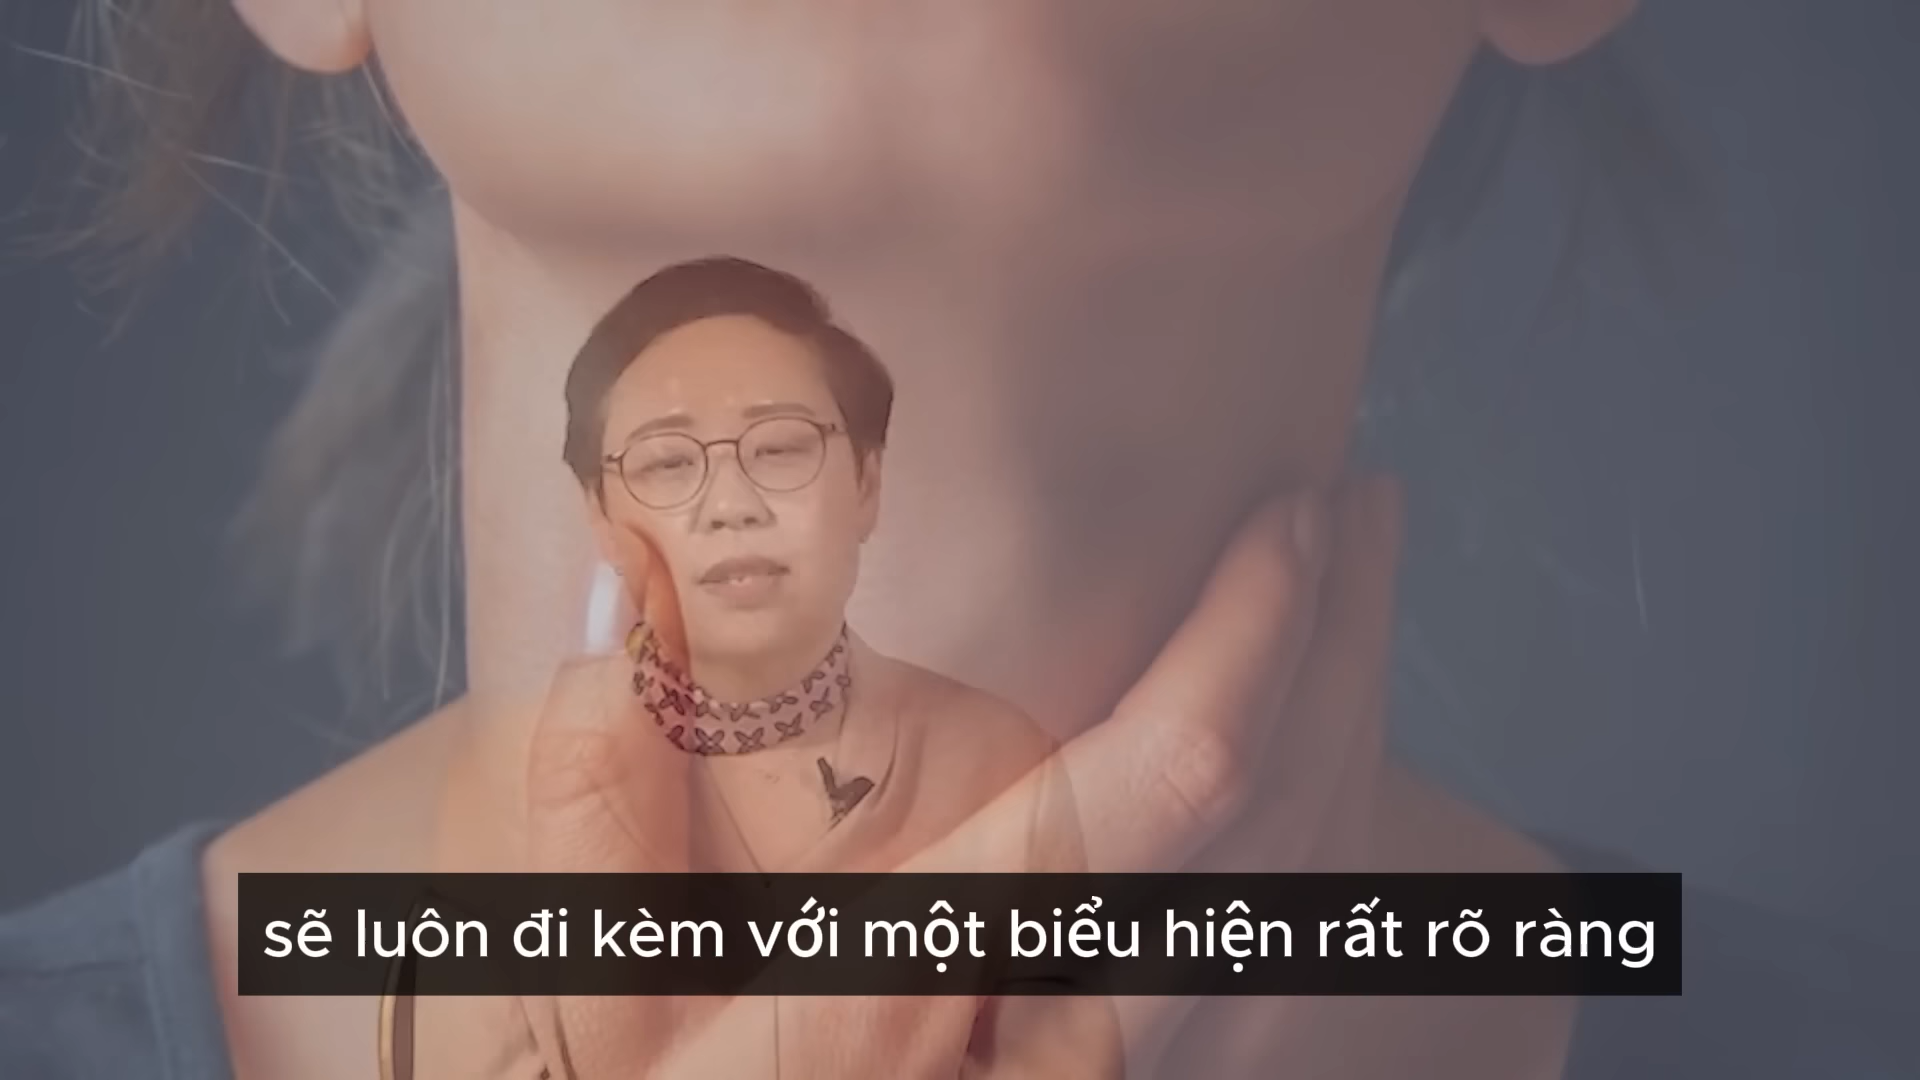 sẽ luôn đi kèm với một biểu hiện rất rõ ràng